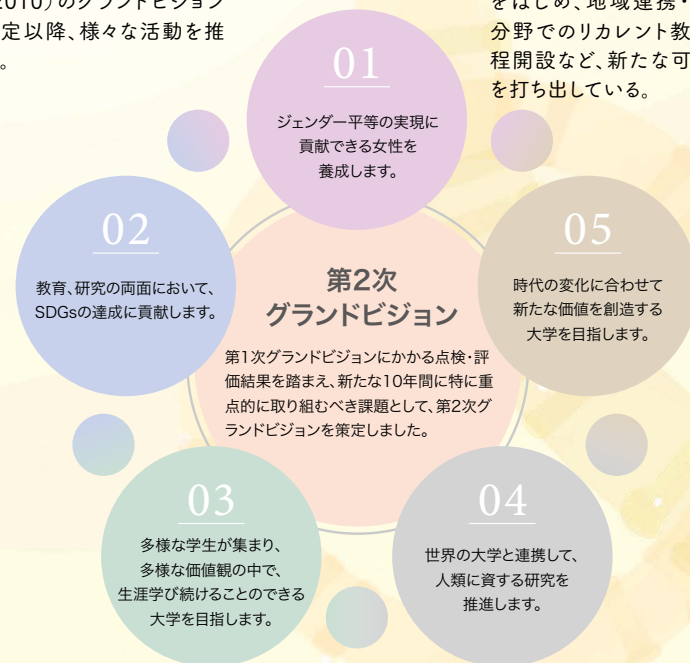 2010)のグランドビジョン
定以降、様々な活動を推
。
をはじめ、地域連携・
分野でのリカレント教
程開設など、新たな可
を打ち出している。
01
ジェンダー平等の実現に
貢献できる女性を
養成します。
02
教育、研究の両面において、
SDGsの達成に貢献します。
05
時代の変化に合わせて
新たな価値を創造する
大学を目指します。
第2次
グランドビジョン
第1次グランドビジョンにかかる点検・評
価結果を踏まえ、新たな10年間に特に重
点的に取り組むべき課題として、第2次グ
ランドビジョンを策定しました。
03
多様な学生が集まり、
多様な価値観の中で、
生涯学び続けることのできる
大学を目指します。
04
世界の大学と連携して、
人類に資する研究を
推進します。